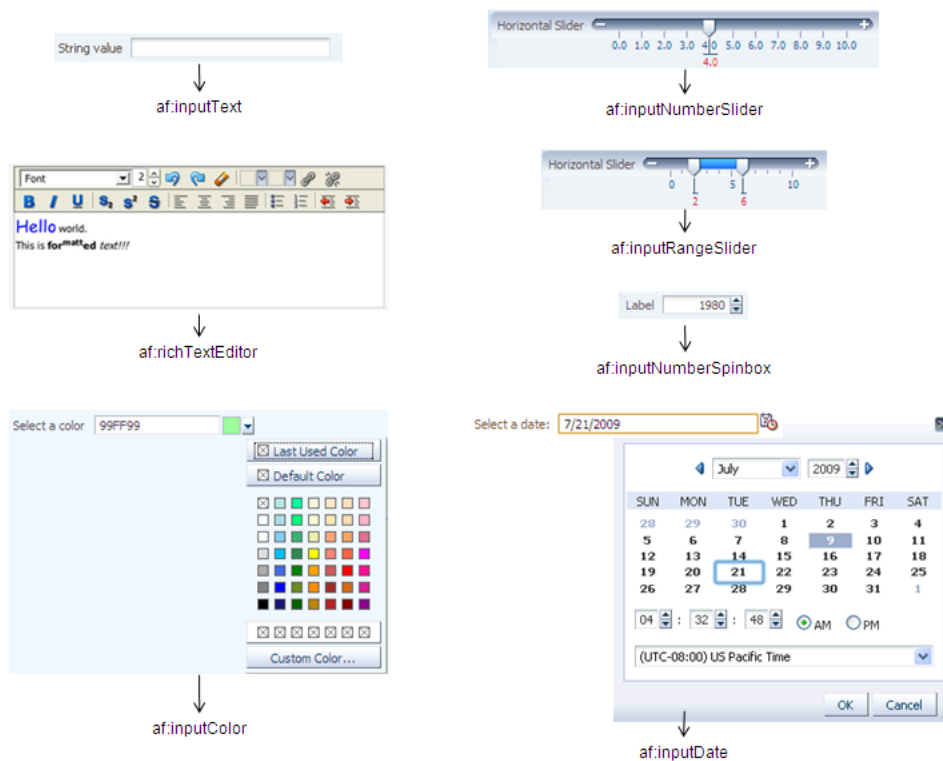 String value
af:inputText
Horizontal Slider
0.0 1.0 2.0 3.0 4.0 5.0 6.0 7.0 8.0 9.0 10.0
4.0
af:inputNumberSlider
Font 2
B I U S2 S2 S
Hello world.
This is formatted text!!!
af:richTextEditor
Horizontal Slider
0 5 10
2 6
af:inputRangeSlider
Label 1980
af:inputNumberSpinbox
Select a color 99FF99
Last Used Color
Default Color
Custom Color...
af:inputColor
Select a date: 7/21/2009
July 2009
SUN MON TUE WED THU FRI SAT
28 29 30 1 2 3 4
5 6 7 8 9 10 11
12 13 14 15 16 17 18
19 20 21 22 23 24 25
26 27 28 29 30 31 1
04 : 32 : 48 AM PM
(UTC-08:00) US Pacific Time
OK Cancel
af:inputDate